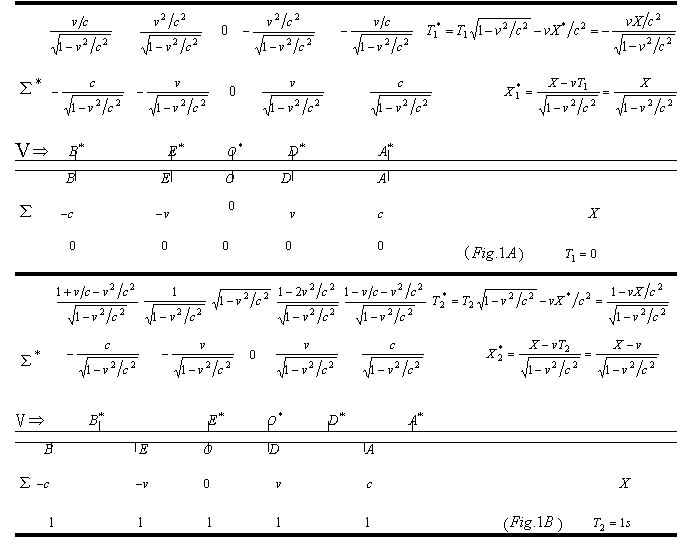 v/c/√(1−v²/c²) v²/c²/√(1−v²/c²) 0 −v²/c²/√(1−v²/c²) −v/c/√(1−v²/c²) T₁*=T₁√(1−v²/c²)−vX*/c²=−vX/c²/√(1−v²/c²)
Σ* −c/√(1−v²/c²) −v/√(1−v²/c²) 0 v/√(1−v²/c²) c/√(1−v²/c²) X₁*=(X−vT₁)/√(1−v²/c²)=X/√(1−v²/c²)
V⇒ B* E* O* D* A*
B E O D A
Σ −c −v 0 v c X
0 0 0 0 0 (Fig.1A) T₁=0
(1+v/c−v²/c²)/√(1−v²/c²) 1/√(1−v²/c²) √(1−v²/c²) (1−2v²/c²)/√(1−v²/c²) (1−v/c−v²/c²)/√(1−v²/c²) T₂*=T₂√(1−v²/c²)−vX*/c²=(1−vX/c²)/√(1−v²/c²)
Σ* −c/√(1−v²/c²) −v/√(1−v²/c²) 0 v/√(1−v²/c²) c/√(1−v²/c²) X₂*=(X−vT₂)/√(1−v²/c²)=(X−v)/√(1−v²/c²)
V⇒ B* E* O* D* A*
B E O D A
Σ −c −v 0 v c X
1 1 1 1 1 (Fig.1B) T₂=1s